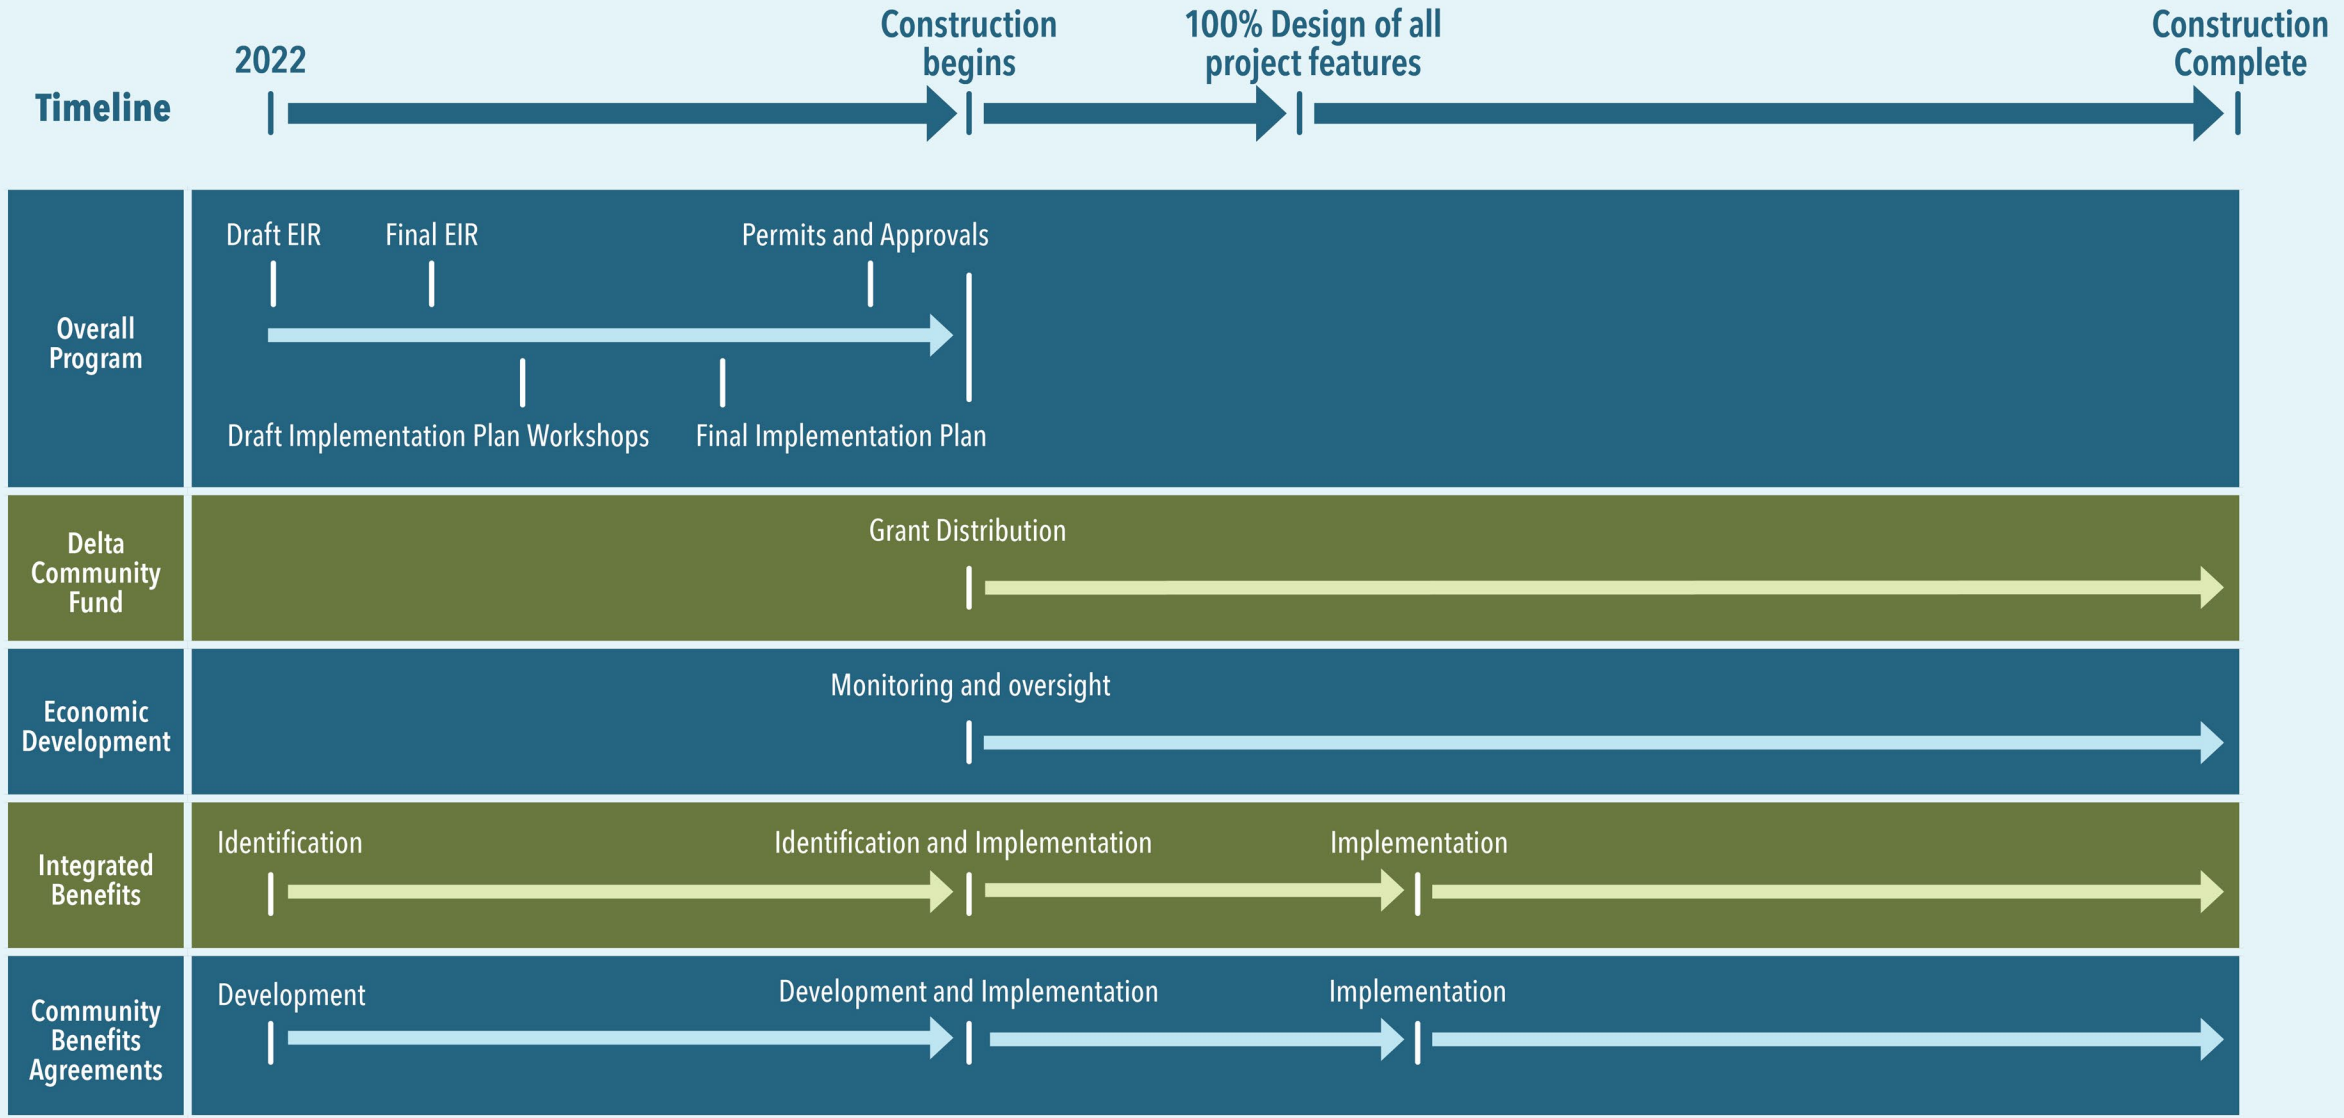 Timeline
2022
Construction
begins
100% Design of all
project features
Construction
Complete
Overall
Program
Draft EIR
Final EIR
Permits and Approvals
Draft Implementation Plan Workshops
Final Implementation Plan
Delta
Community
Fund
Grant Distribution
Economic
Development
Monitoring and oversight
Integrated
Benefits
Identification
Identification and Implementation
Implementation
Community
Benefits
Agreements
Development
Development and Implementation
Implementation